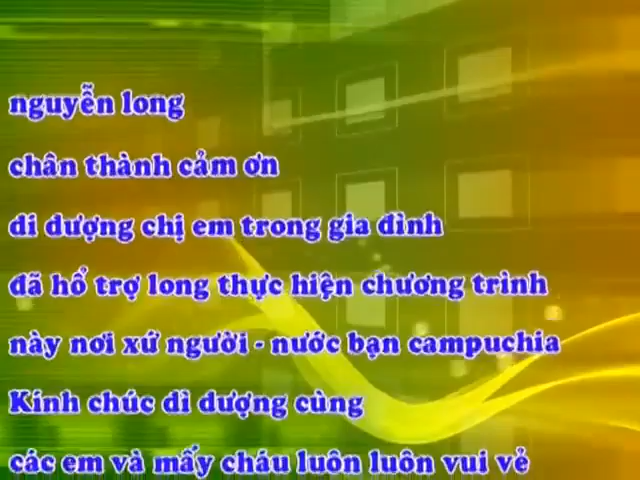 nguyễn long
chân thành cảm ơn
dì dượng chị em trong gia đình
đã hổ trợ long thực hiện chương trình
này nơi xứ người - nước bạn campuchia
Kính chúc dì dượng cùng
các em và mấy cháu luôn luôn vui vẻ